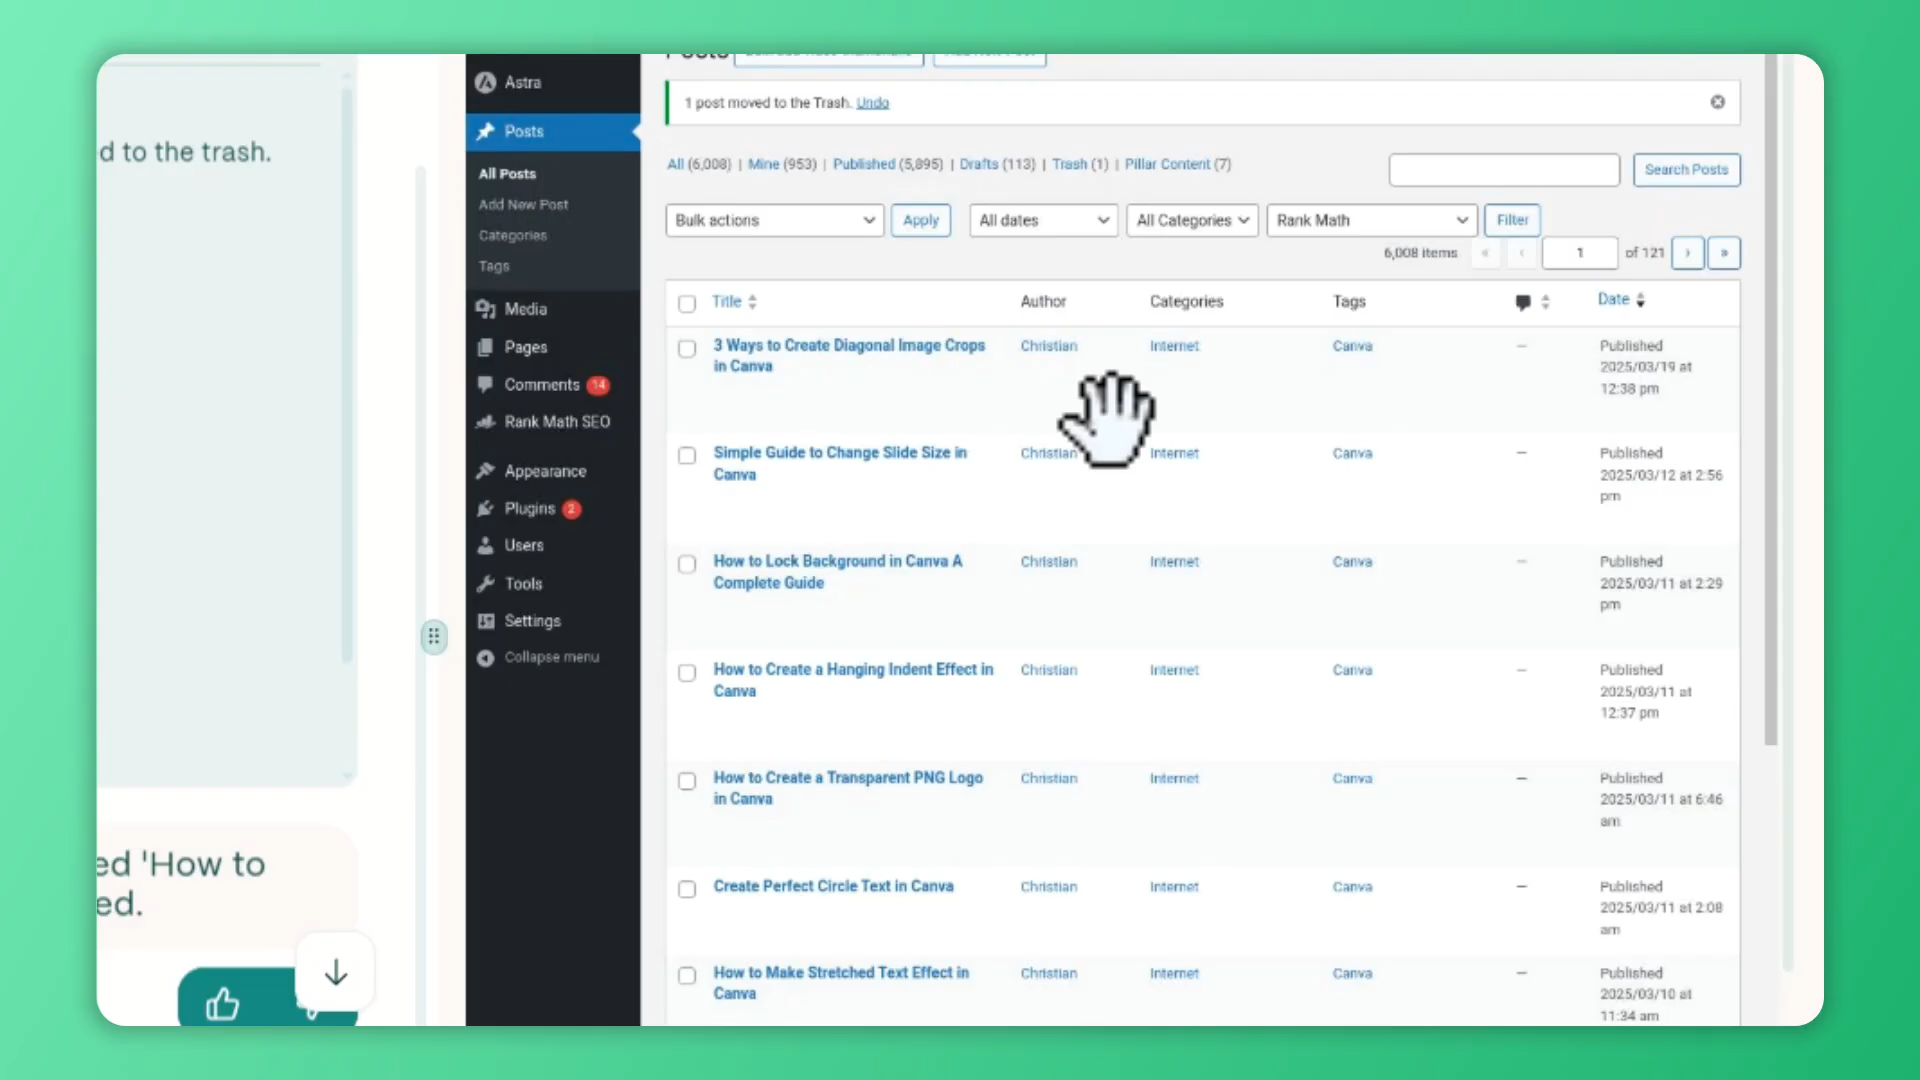 d to the trash.
ed 'How to
ed.
Astra
Posts
All Posts
Add New Post
Categories
Tags
Media
Pages
Comments 14
Rank Math SEO
Appearance
Plugins 2
Users
Tools
Settings
Collapse menu
Posts
1 post moved to the Trash. Undo
All (6,008) | Mine (953) | Published (5,895) | Drafts (113) | Trash (1) | Pillar Content (7)
Search Posts
Bulk actions Apply All dates All Categories Rank Math Filter
6,008 items « ‹ 1 of 121 › »
Title Author Categories Tags Date
3 Ways to Create Diagonal Image Crops Christian Internet Canva — Published
in Canva 2025/03/19 at
12:38 pm
Simple Guide to Change Slide Size in Christian Internet Canva — Published
Canva 2025/03/12 at 2:56
pm
How to Lock Background in Canva A Christian Internet Canva — Published
Complete Guide 2025/03/11 at 2:29
pm
How to Create a Hanging Indent Effect in Christian Internet Canva — Published
Canva 2025/03/11 at
12:37 pm
How to Create a Transparent PNG Logo Christian Internet Canva — Published
in Canva 2025/03/11 at 6:46
am
Create Perfect Circle Text in Canva Christian Internet Canva — Published
2025/03/11 at 2:08
am
How to Make Stretched Text Effect in Christian Internet Canva — Published
Canva 2025/03/10 at
11:34 am